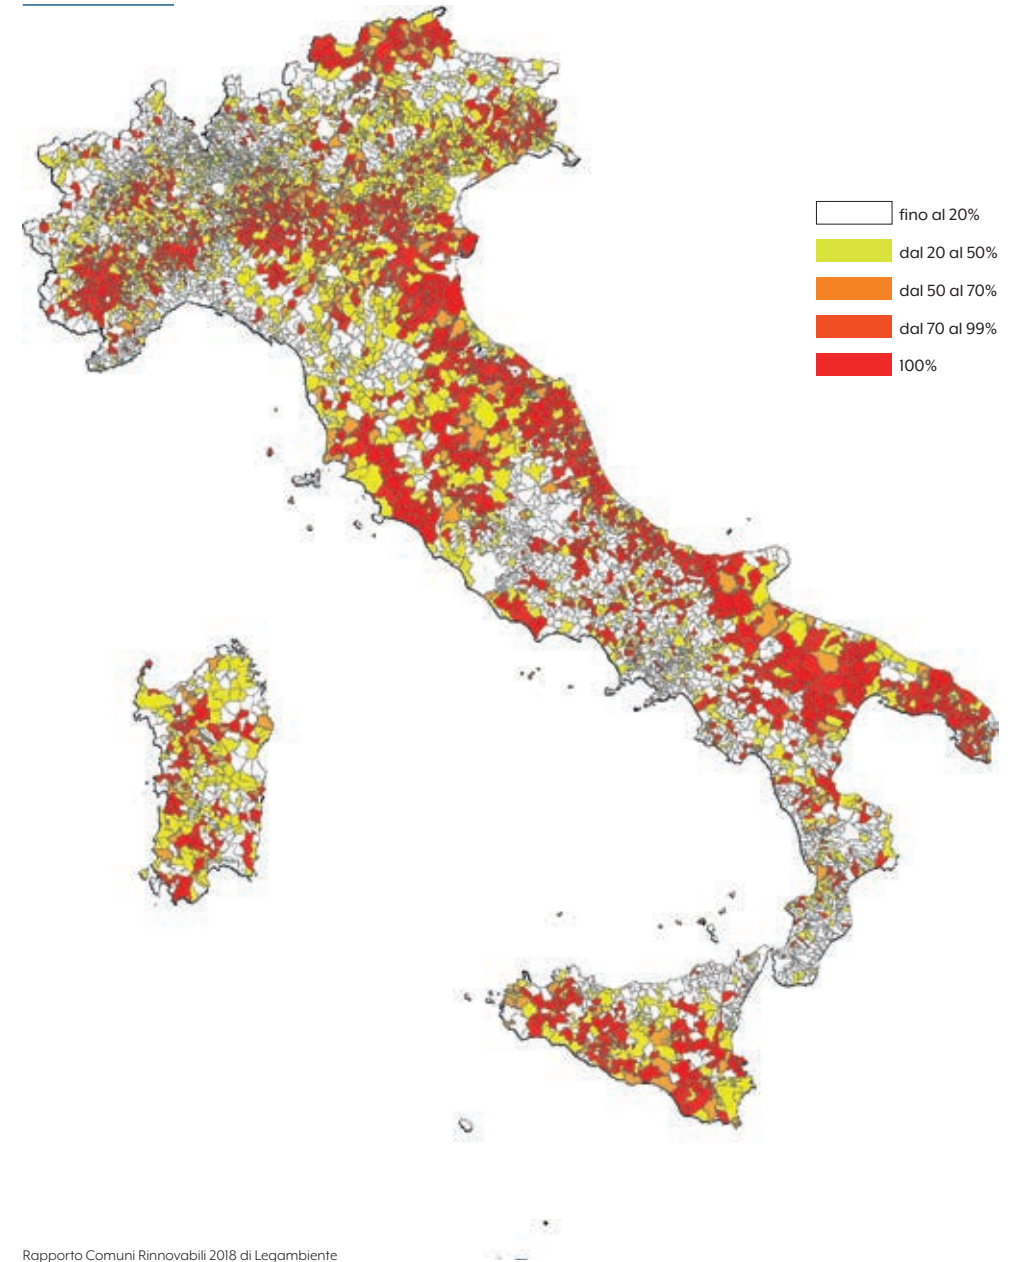 fino al 20%
dal 20 al 50%
dal 50 al 70%
dal 70 al 99%
100%
Rapporto Comuni Rinnovabili 2018 di Legambiente